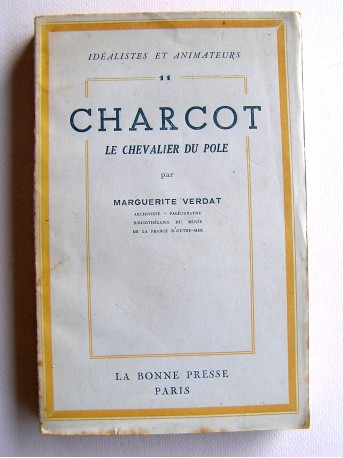 IDÉALISTES ET ANIMATEURS
11
CHARCOT
LE CHEVALIER DU POLE
par
MARGUERITE VERDAT
ARCHIVISTE - PALÉOGRAPHE
BIBLIOTHÉCAIRE DU MUSÉE
DE LA FRANCE D'OUTRE-MER
LA BONNE PRESSE
PARIS